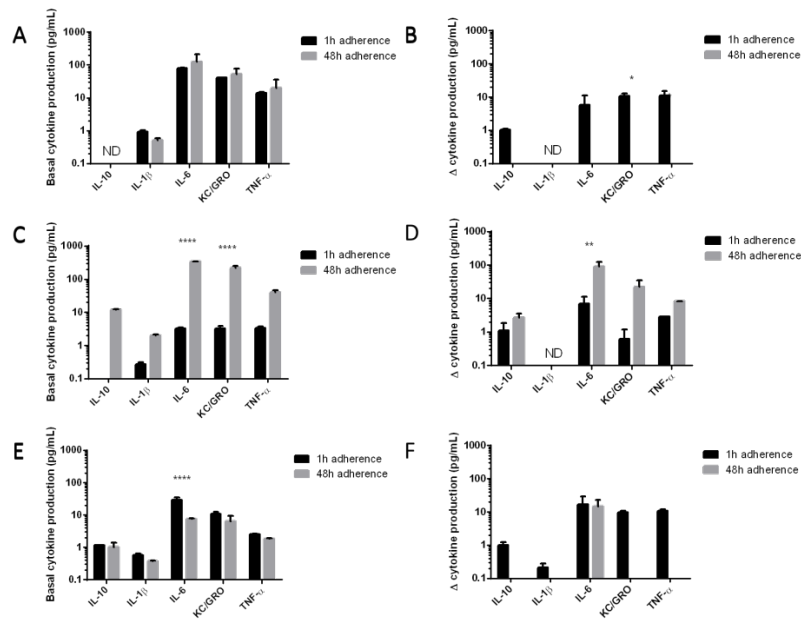 A
Basal cytokine production (pg/mL)
1000
100
10
1
0.1
ND
IL-10
IL-1β
IL-6
KC/GRO
TNF-α
1h adherence
48h adherence
B
Δ cytokine production (pg/mL)
1000
100
10
1
0.1
ND
*
IL-10
IL-1β
IL-6
KC/GRO
TNF-α
1h adherence
48h adherence
C
Basal cytokine production (pg/mL)
1000
100
10
1
0.1
**** ****
IL-10
IL-1β
IL-6
KC/GRO
TNF-α
1h adherence
48h adherence
D
Δ cytokine production (pg/mL)
1000
100
10
1
0.1
ND
**
IL-10
IL-1β
IL-6
KC/GRO
TNF-α
1h adherence
48h adherence
E
Basal cytokine production (pg/mL)
1000
100
10
1
0.1
****
IL-10
IL-1β
IL-6
KC/GRO
TNF-α
1h adherence
48h adherence
F
Δ cytokine production (pg/mL)
1000
100
10
1
0.1
IL-10
IL-1β
IL-6
KC/GRO
TNF-α
1h adherence
48h adherence